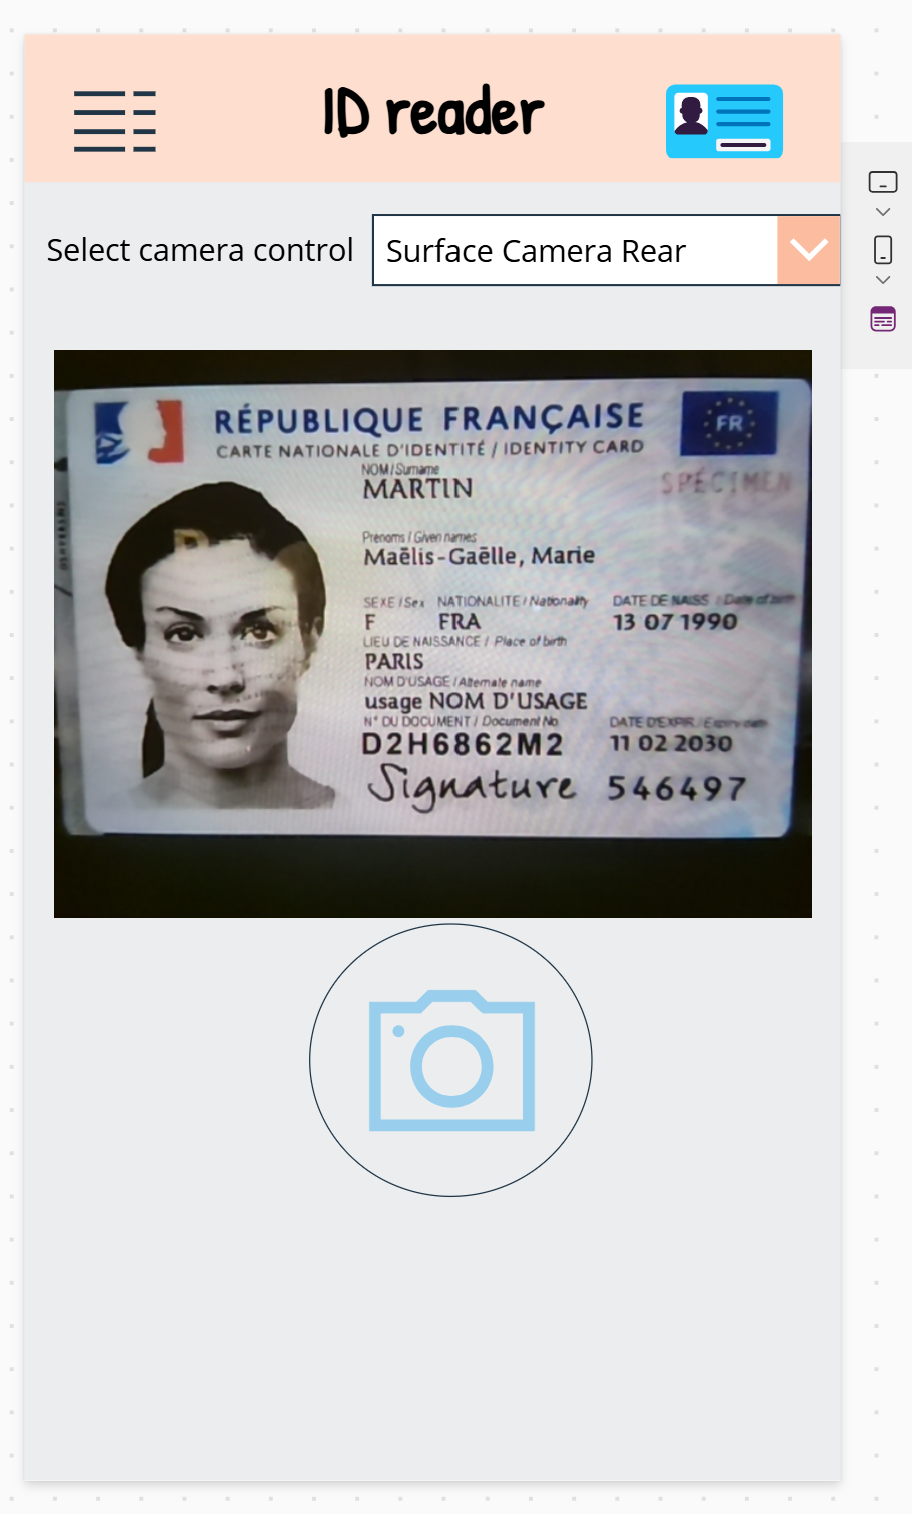 ID reader
Select camera control Surface Camera Rear
RÉPUBLIQUE FRANÇAISE FR
CARTE NATIONALE D'IDENTITÉ / IDENTITY CARD
NOM / Surname
MARTIN SPÉCIMEN
Prénoms / Given names
Maëlis-Gaëlle, Marie
SEXE / Sex NATIONALITÉ / Nationality DATE DE NAISS. / Date of birth
F FRA 13 07 1990
LIEU DE NAISSANCE / Place of birth
PARIS
NOM D'USAGE / Alternate name
usage NOM D'USAGE
N° DU DOCUMENT / Document No DATE D'EXPIR / Expiry date
D2H6862M2 11 02 2030
Signature 546497